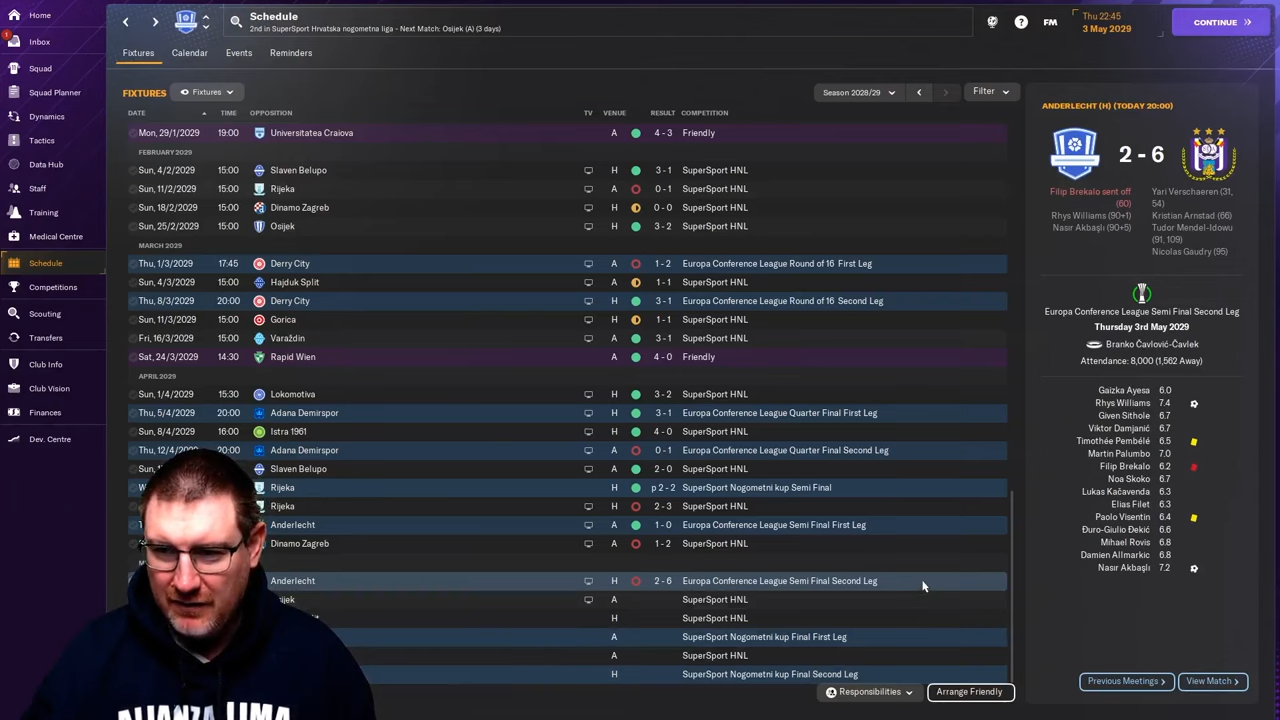 Home
Schedule
2nd in SuperSport Hrvatska nogometna liga - Next Match: Osijek (A) (3 days)
FM
Thu 22:45
3 May 2029
CONTINUE
1
Inbox
Squad
Squad Planner
Dynamics
Tactics
Data Hub
Staff
Training
Medical Centre
Schedule
Competitions
Scouting
Transfers
Club Info
Club Vision
Finances
Dev. Centre
Fixtures Calendar Events Reminders
FIXTURES Fixtures Season 2028/29 Filter
DATE TIME OPPOSITION TV VENUE RESULT COMPETITION
Mon, 29/1/2029 19:00 Universitatea Craiova A 4 - 3 Friendly
FEBRUARY 2029
Sun, 4/2/2029 15:00 Slaven Belupo H 3 - 1 SuperSport HNL
Sun, 11/2/2029 15:00 Rijeka A 0 - 1 SuperSport HNL
Sun, 18/2/2029 15:00 Dinamo Zagreb H 0 - 0 SuperSport HNL
Sun, 25/2/2029 15:00 Osijek H 3 - 2 SuperSport HNL
MARCH 2029
Thu, 1/3/2029 17:45 Derry City A 1 - 2 Europa Conference League Round of 16 First Leg
Sun, 4/3/2029 15:00 Hajduk Split A 1 - 1 SuperSport HNL
Thu, 8/3/2029 20:00 Derry City H 3 - 1 Europa Conference League Round of 16 Second Leg
Sun, 11/3/2029 15:00 Gorica H 1 - 1 SuperSport HNL
Fri, 16/3/2029 15:00 Varaždin A 3 - 1 SuperSport HNL
Sat, 24/3/2029 14:30 Rapid Wien A 4 - 0 Friendly
APRIL 2029
Sun, 1/4/2029 15:30 Lokomotiva H 3 - 2 SuperSport HNL
Thu, 5/4/2029 20:00 Adana Demirspor H 3 - 1 Europa Conference League Quarter Final First Leg
Sun, 8/4/2029 16:00 Istra 1961 H 4 - 0 SuperSport HNL
Thu, 12/4/2029 20:00 Adana Demirspor A 0 - 1 Europa Conference League Quarter Final Second Leg
Sun, Slaven Belupo A 2 - 0 SuperSport HNL
Rijeka H p 2 - 2 SuperSport Nogometni kup Semi Final
Rijeka H 2 - 3 SuperSport HNL
Anderlecht A 1 - 0 Europa Conference League Semi Final First Leg
Dinamo Zagreb A 1 - 2 SuperSport HNL
Anderlecht H 2 - 6 Europa Conference League Semi Final Second Leg
A SuperSport HNL
H SuperSport HNL
A SuperSport Nogometni kup Final First Leg
A SuperSport HNL
H SuperSport Nogometni kup Final Second Leg
Responsibilities Arrange Friendly
ANDERLECHT (H) (TODAY 20:00)
2 - 6
Filip Brekalo sent off (60)
Rhys Williams (90+1)
Nasır Akbaşlı (90+5)
Yari Verschaeren (31, 54)
Kristian Arnstad (66)
Tudor Mendel-Idowu (91, 109)
Nicolas Gaudry (95)
Europa Conference League Semi Final Second Leg
Thursday 3rd May 2029
Branko Čavlović-Čavlek
Attendance: 8,000 (1,562 Away)
Gaizka Ayesa 6.0
Rhys Williams 7.4
Given Sithole 6.7
Viktor Damjanić 6.7
Timothée Pembélé 6.5
Martin Palumbo 7.0
Filip Brekalo 6.2
Noa Skoko 6.7
Lukas Kačavenda 6.3
Elias Filet 6.3
Paolo Visentin 6.4
Đuro-Giulio Đekić 6.6
Mihael Rovis 6.8
Damien Allmarkic 6.8
Nasır Akbaşlı 7.2
Previous Meetings View Match
ALIANZA LIMA